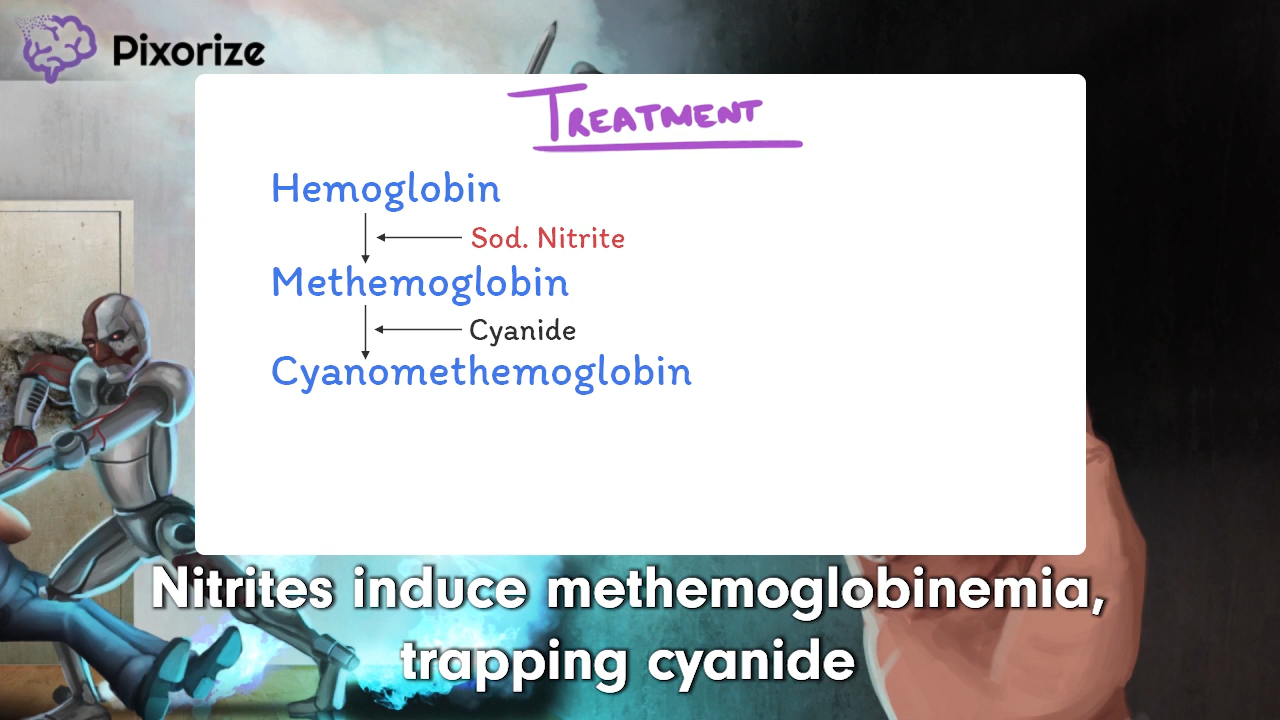 Pixorize
TREATMENT
Hemoglobin
Sod. Nitrite
Methemoglobin
Cyanide
Cyanomethemoglobin
Nitrites induce methemoglobinemia,
trapping cyanide